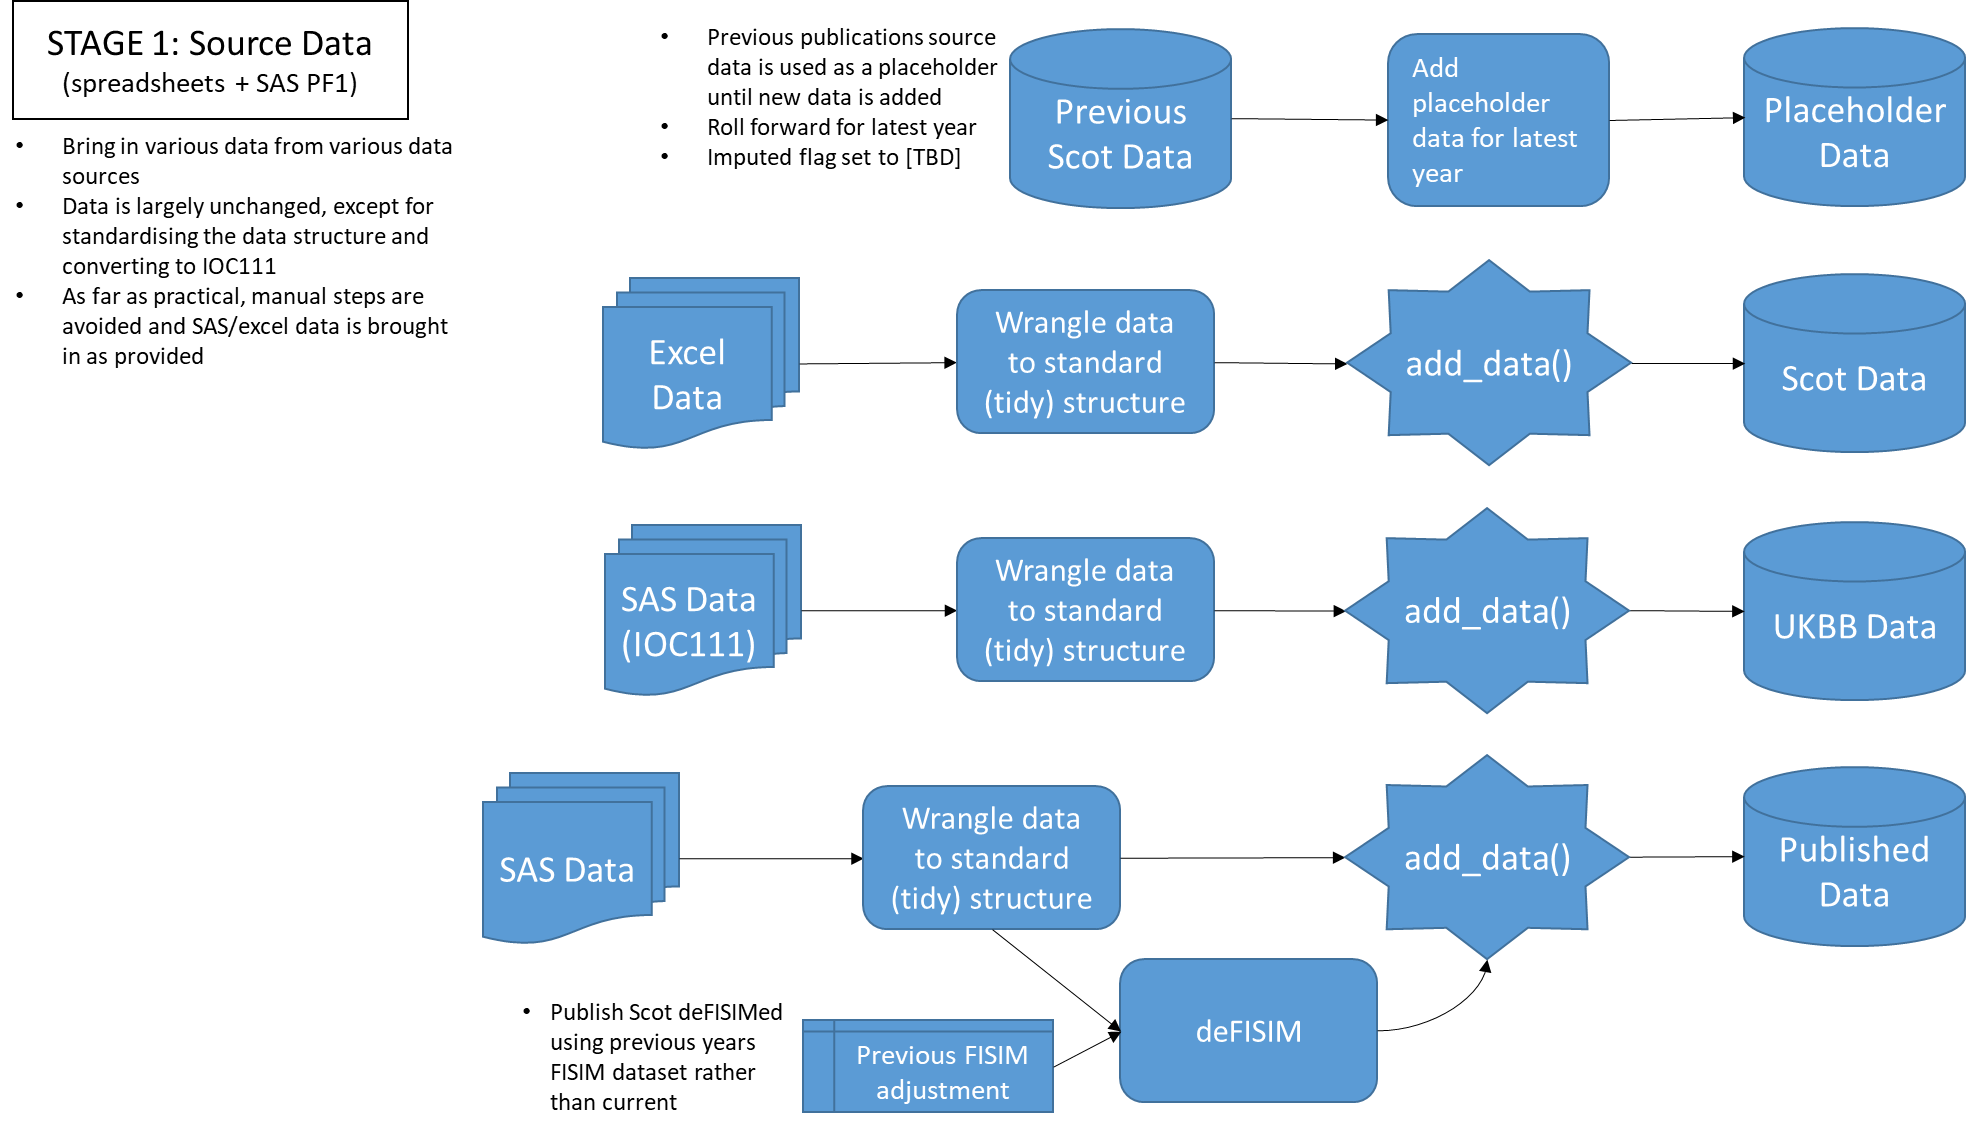 STAGE 1: Source Data
(spreadsheets + SAS PF1)
• Bring in various data from various data
sources
• Data is largely unchanged, except for
standardising the data structure and
converting to IOC111
• As far as practical, manual steps are
avoided and SAS/excel data is brought
in as provided
• Previous publications source
data is used as a placeholder
until new data is added
• Roll forward for latest year
• Imputed flag set to [TBD]
Previous
Scot Data
Add
placeholder
data for latest
year
Placeholder
Data
Excel
Data
Wrangle data
to standard
(tidy) structure
add_data()
Scot Data
SAS Data
(IOC111)
Wrangle data
to standard
(tidy) structure
add_data()
UKBB Data
SAS Data
Wrangle data
to standard
(tidy) structure
add_data()
Published
Data
• Publish Scot deFISIMed
using previous years
FISIM dataset rather
than current
Previous FISIM
adjustment
deFISIM